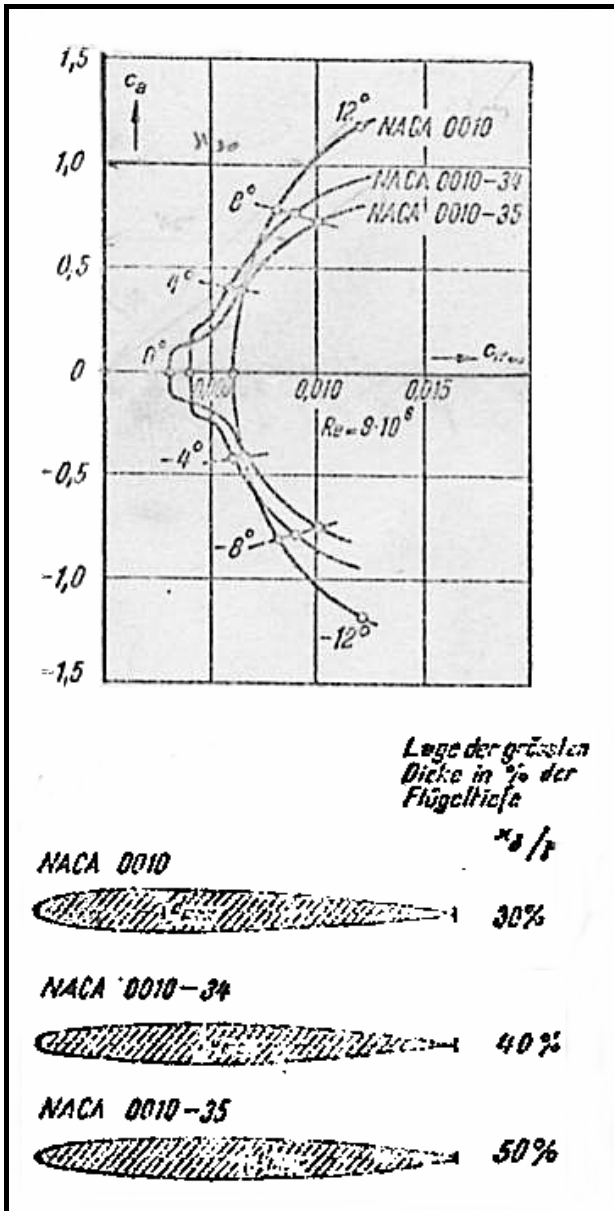 1,5
ca
12°
NACA 0010
1,0
NACA 0010-34
8°
NACA 0010-35
0,5
4°
0°
0
0,010
0,015
Re=9·10⁶
-4°
-0,5
-8°
-1,0
-12°
-1,5
Lage der grössten
Dicke in % der
Flügeltiefe
NACA 0010
30%
NACA 0010-34
40%
NACA 0010-35
50%